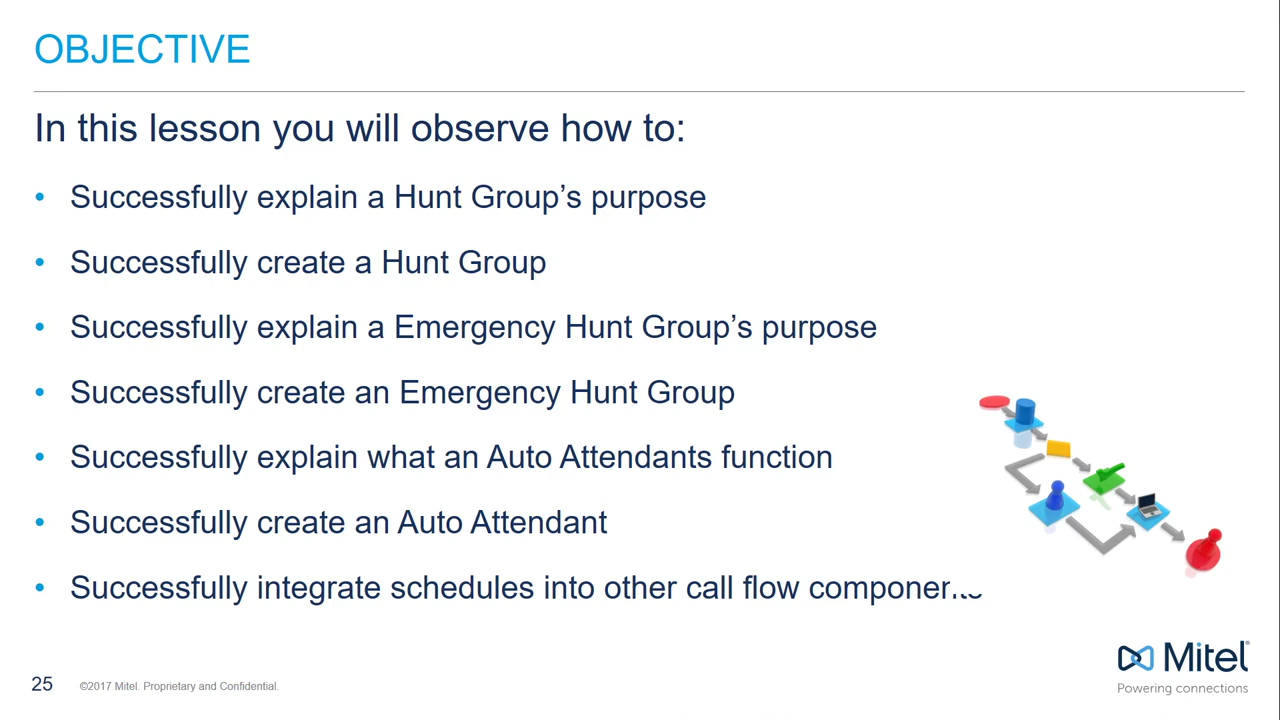 OBJECTIVE
In this lesson you will observe how to:
• Successfully explain a Hunt Group’s purpose
• Successfully create a Hunt Group
• Successfully explain a Emergency Hunt Group’s purpose
• Successfully create an Emergency Hunt Group
• Successfully explain what an Auto Attendants function
• Successfully create an Auto Attendant
• Successfully integrate schedules into other call flow components
Mitel
Powering connections
25 ©2017 Mitel. Proprietary and Confidential.